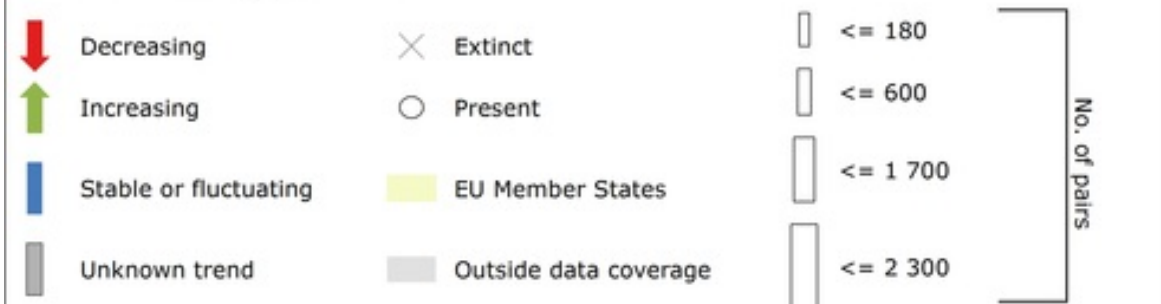 Decreasing
Increasing
Stable or fluctuating
Unknown trend
Extinct
Present
EU Member States
Outside data coverage
<= 180
<= 600
<= 1 700
<= 2 300
No. of pairs